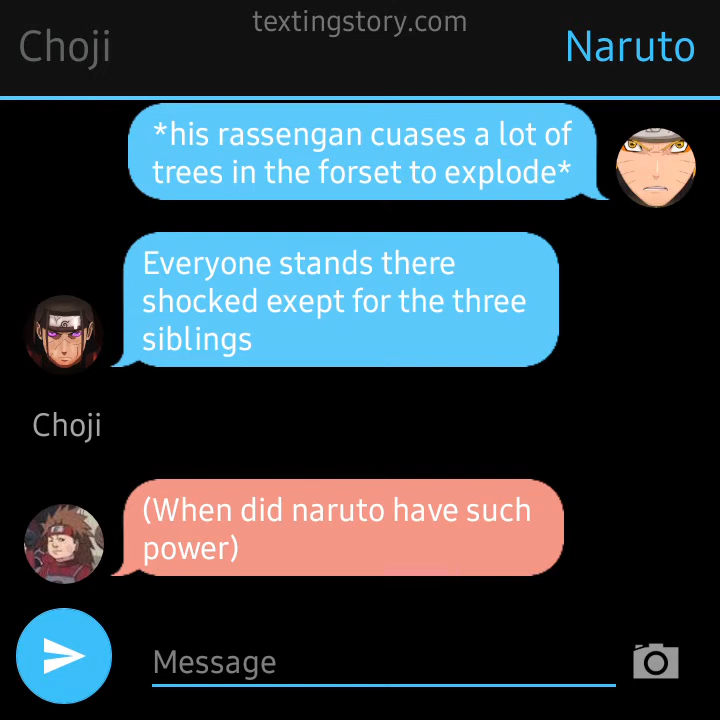 textingstory.com
Choji
Naruto
*his rassengan cuases a lot of
trees in the forset to explode*
Everyone stands there
shocked exept for the three
siblings
Choji
(When did naruto have such
power)
Message